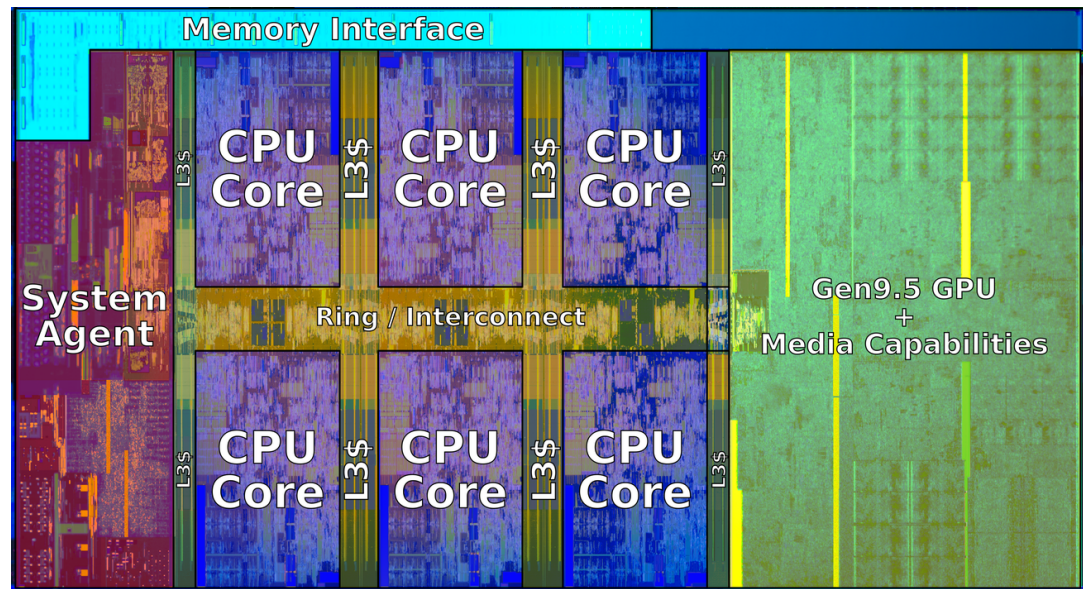 Memory Interface
L3$
CPU
Core
L3$
CPU
Core
L3$
CPU
Core
L3$
System
Agent
Ring / Interconnect
Gen9.5 GPU
+
Media Capabilities
L3$
CPU
Core
L3$
CPU
Core
L3$
CPU
Core
L3$